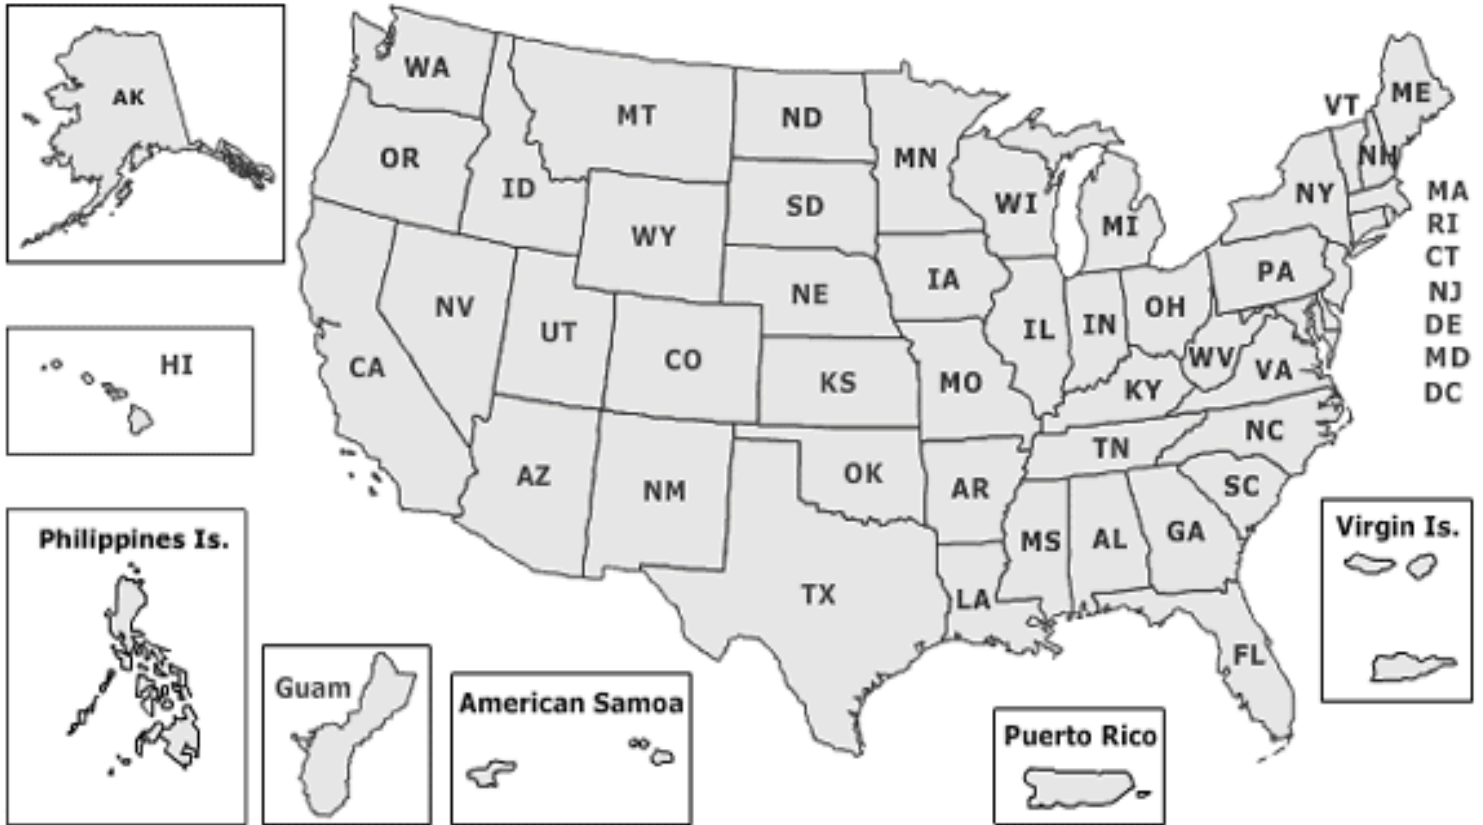 AK
HI
Philippines Is.
Guam
American Samoa
Puerto Rico
Virgin Is.
WA
OR
CA
ID
NV
MT
WY
UT
AZ
CO
NM
ND
SD
NE
KS
OK
TX
MN
IA
MO
AR
LA
WI
IL
MI
IN
OH
KY
TN
MS
AL
GA
FL
SC
NC
VA
WV
PA
NY
VT
NH
ME
MA
RI
CT
NJ
DE
MD
DC